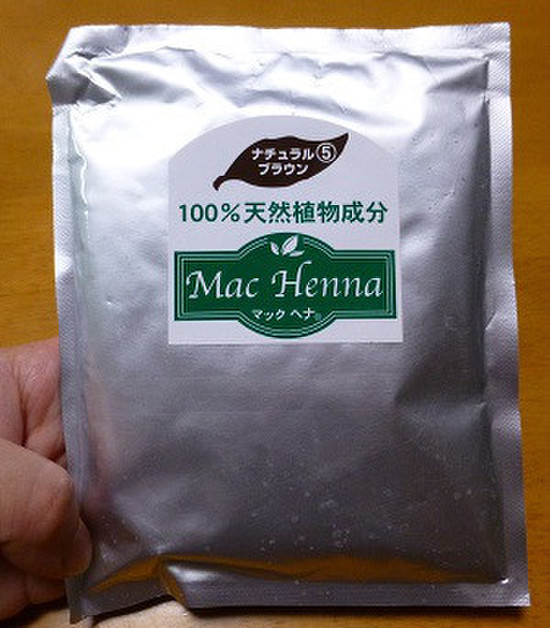 ナチュラル⑤
ブラウン
100%天然植物成分
Mac Henna
マック ヘナ